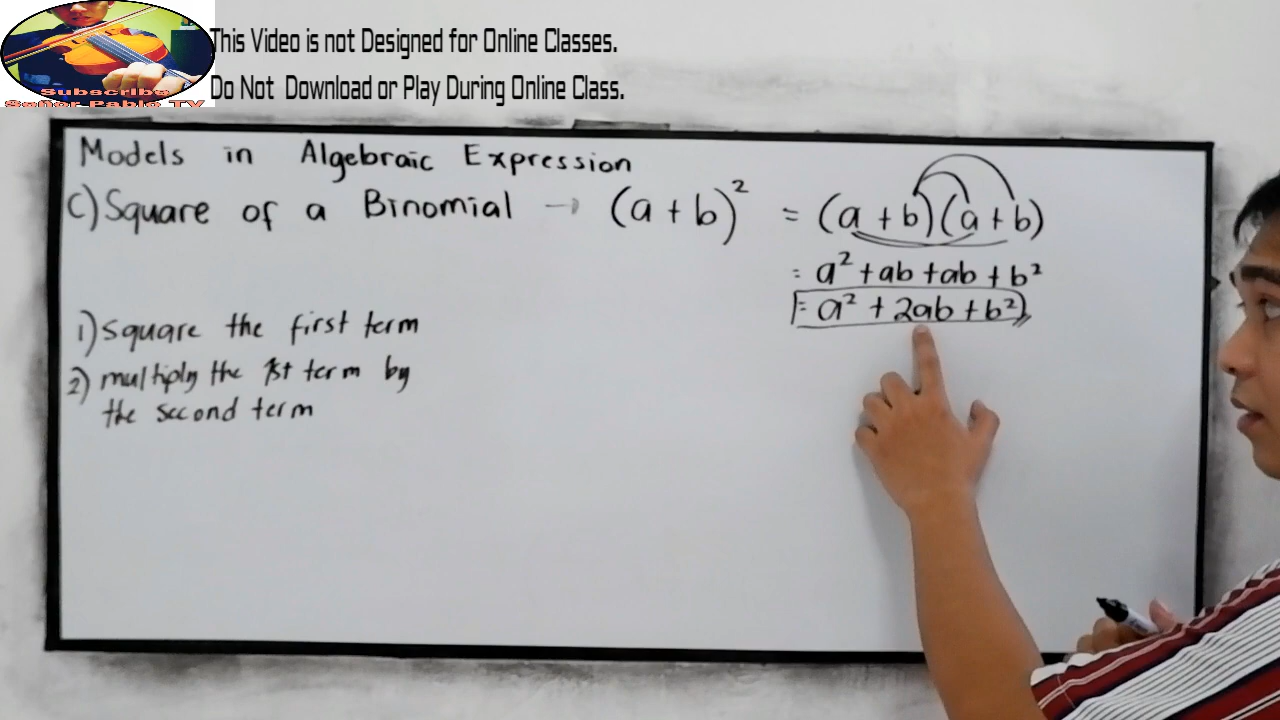 This Video is not Designed for Online Classes.
Do Not Download or Play During Online Class.
Subscribe
Señor Pablo TV
Models in Algebraic Expression
C) Square of a Binomial → (a + b)² = (a + b)(a + b)
= a² + ab + ab + b²
= a² + 2ab + b²
1) square the first term
2) multiply the 1st term by
the second term